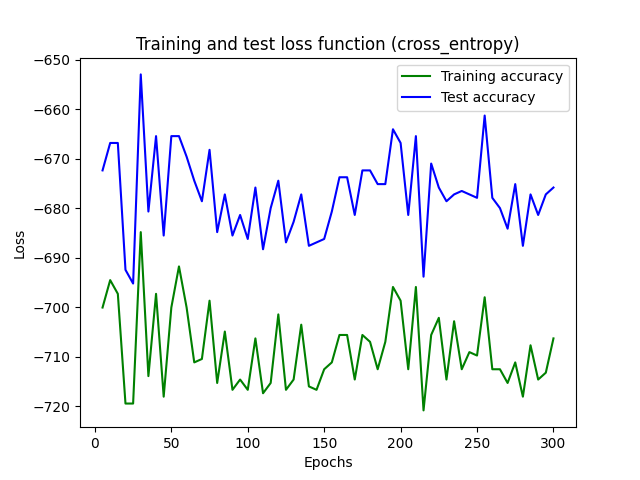 Training and test loss function (cross_entropy)
Training accuracy
Test accuracy
Loss
−650
−660
−670
−680
−690
−700
−710
−720
0 50 100 150 200 250 300
Epochs